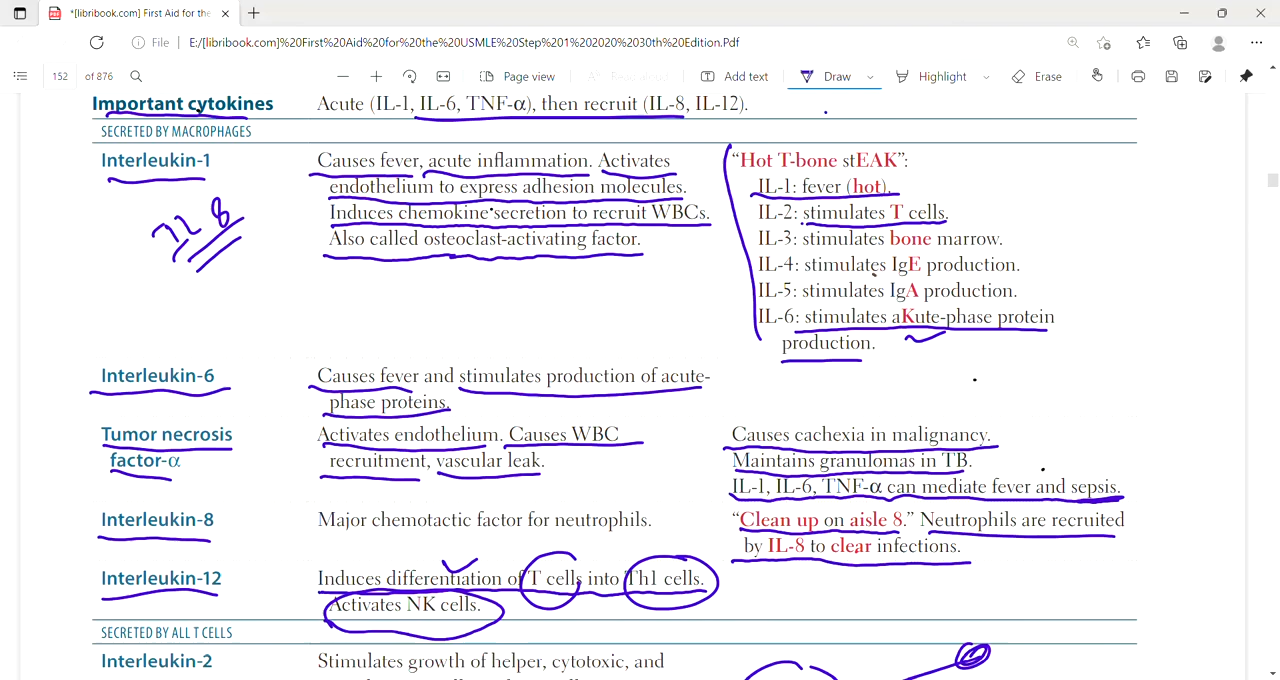 *[libribook.com] First Aid for the
File E:/[libribook.com]%20First%20Aid%20for%20the%20USMLE%20Step%201%202020%2030th%20Edition.Pdf
152 of 876 Page view Read aloud Add text Draw Highlight Erase
Important cytokines Acute (IL-1, IL-6, TNF-α), then recruit (IL-8, IL-12).
SECRETED BY MACROPHAGES
Interleukin-1 Causes fever, acute inflammation. Activates
endothelium to express adhesion molecules.
Induces chemokine secretion to recruit WBCs.
Also called osteoclast-activating factor.
“Hot T-bone stEAK”:
IL-1: fever (hot).
IL-2: stimulates T cells.
IL-3: stimulates bone marrow.
IL-4: stimulates IgE production.
IL-5: stimulates IgA production.
IL-6: stimulates aKute-phase protein
production.
Interleukin-6 Causes fever and stimulates production of acute-
phase proteins.
Tumor necrosis
factor-α
Activates endothelium. Causes WBC
recruitment, vascular leak.
Causes cachexia in malignancy.
Maintains granulomas in TB.
IL-1, IL-6, TNF-α can mediate fever and sepsis.
Interleukin-8 Major chemotactic factor for neutrophils.
“Clean up on aisle 8.” Neutrophils are recruited
by IL-8 to clear infections.
Interleukin-12 Induces differentiation of T cells into Th1 cells.
Activates NK cells.
SECRETED BY ALL T CELLS
Interleukin-2 Stimulates growth of helper, cytotoxic, and